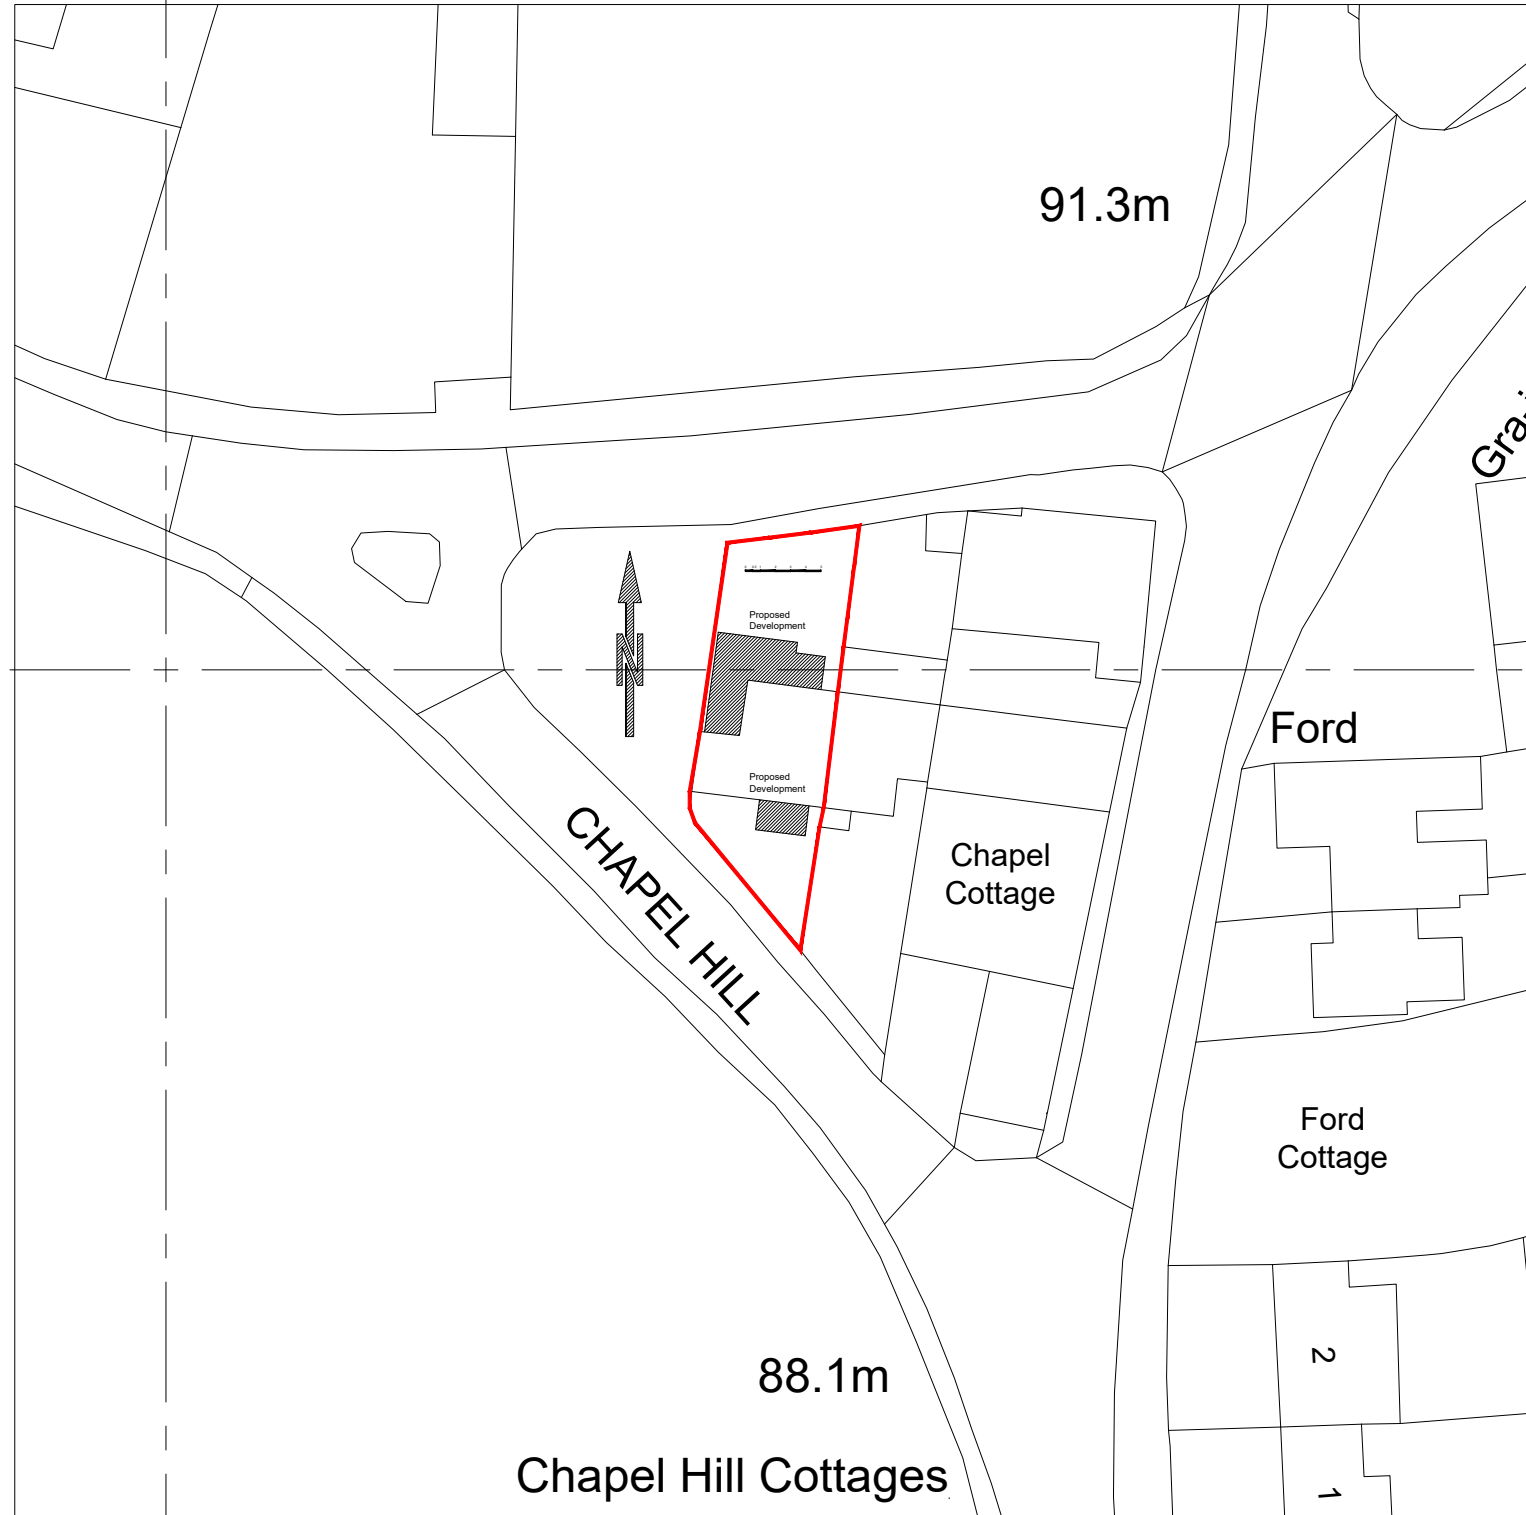 91.3m
Proposed
Development
N
Ford
Proposed
Development
CHAPEL HILL
Chapel
Cottage
Ford
Cottage
2
88.1m
Chapel Hill Cottages
1